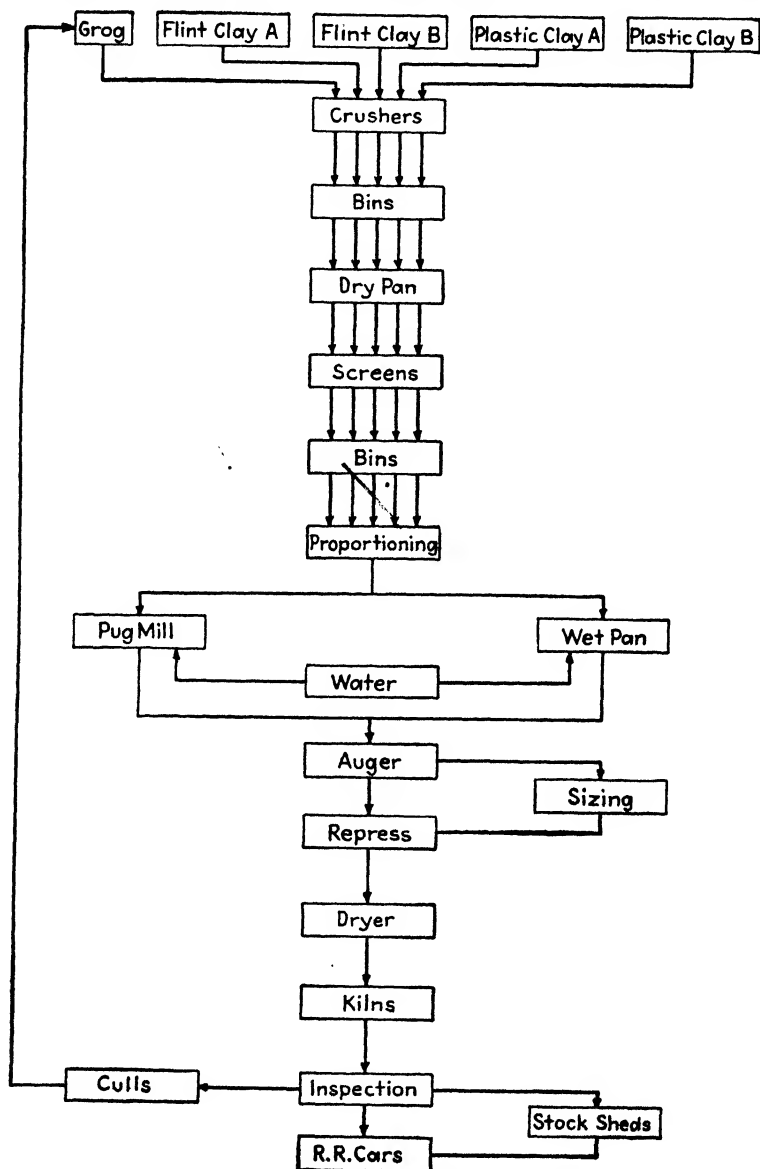 Grog
Flint Clay A
Flint Clay B
Plastic Clay A
Plastic Clay B
Crushers
Bins
Dry Pan
Screens
Bins
Proportioning
Pug Mill
Wet Pan
Water
Auger
Sizing
Repress
Dryer
Kilns
Culls
Inspection
Stock Sheds
R.R. Cars